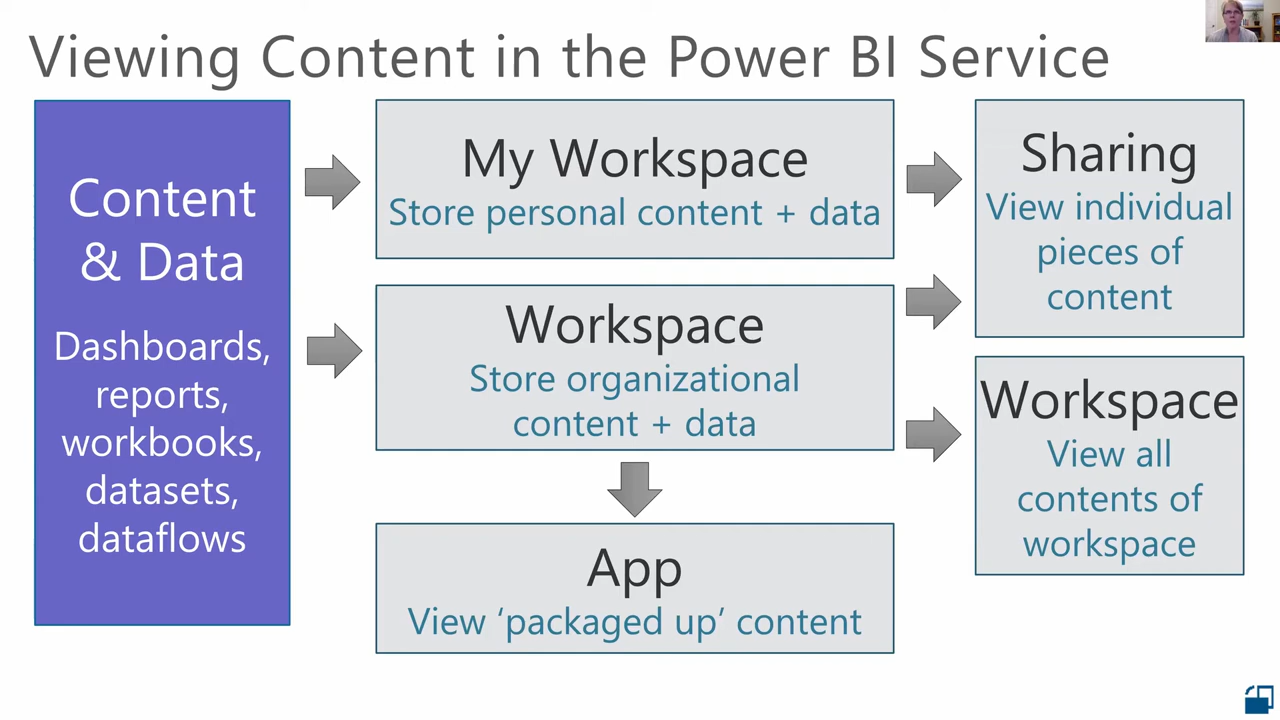 Viewing Content in the Power BI Service
Content
& Data
Dashboards,
reports,
workbooks,
datasets,
dataflows
My Workspace
Store personal content + data
Workspace
Store organizational
content + data
App
View ‘packaged up’ content
Sharing
View individual
pieces of
content
Workspace
View all
contents of
workspace